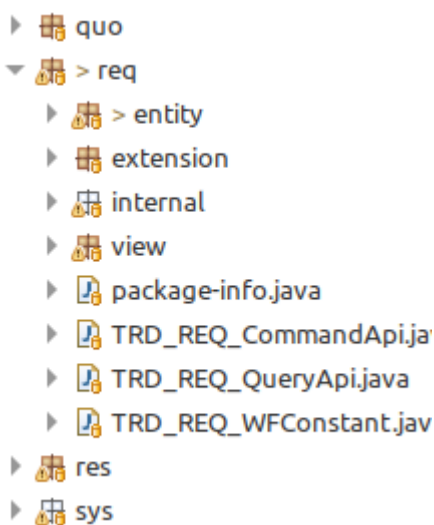 quo
> req
> entity
extension
internal
view
package-info.java
TRD_REQ_CommandApi.jav
TRD_REQ_QueryApi.java
TRD_REQ_WFConstant.jav
res
sys